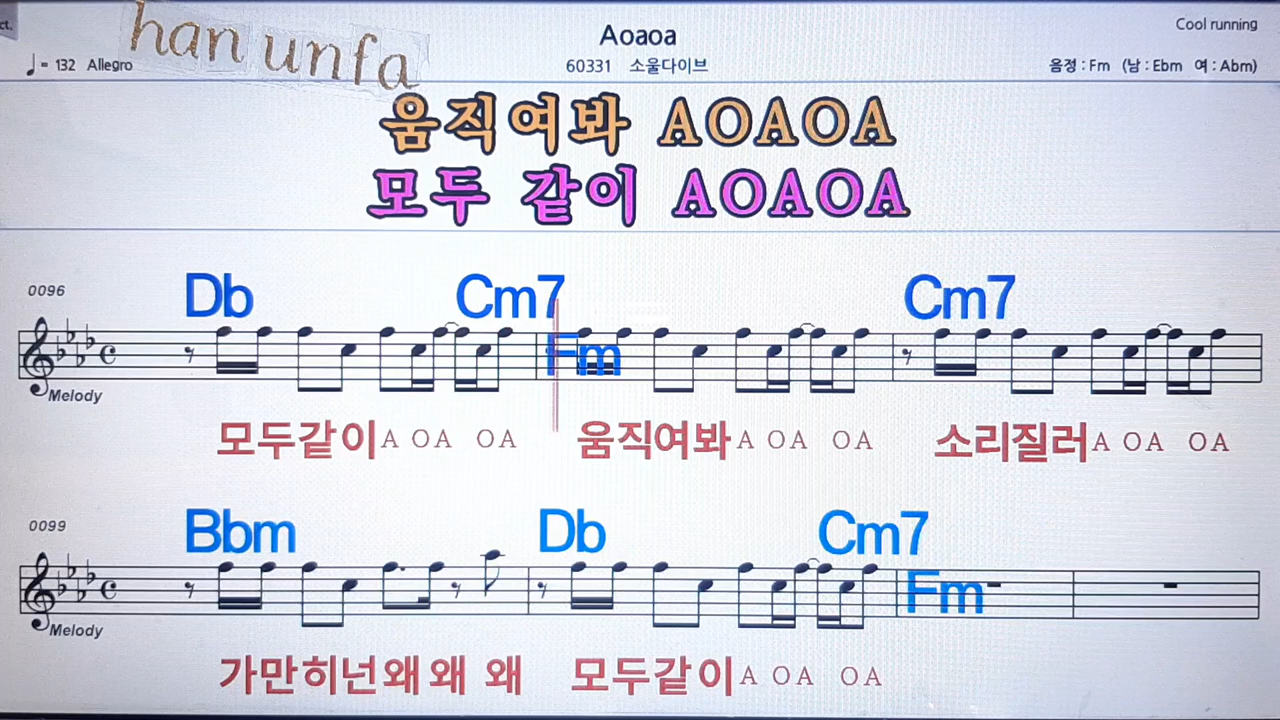 ct.
han unfa
Aoaoa
Cool running
♩= 132 Allegro
60331 소울다이브
음정 : Fm (남 : Ebm 여 : Abm)
움직여봐 AOAOA
모두 같이 AOAOA
0096
Db Cm7 Cm7
Fm
Melody
모두같이A OA OA 움직여봐A OA OA 소리질러A OA OA
0099
Bbm Db Cm7
Fm
Melody
가만히넌왜왜 왜 모두같이A OA OA